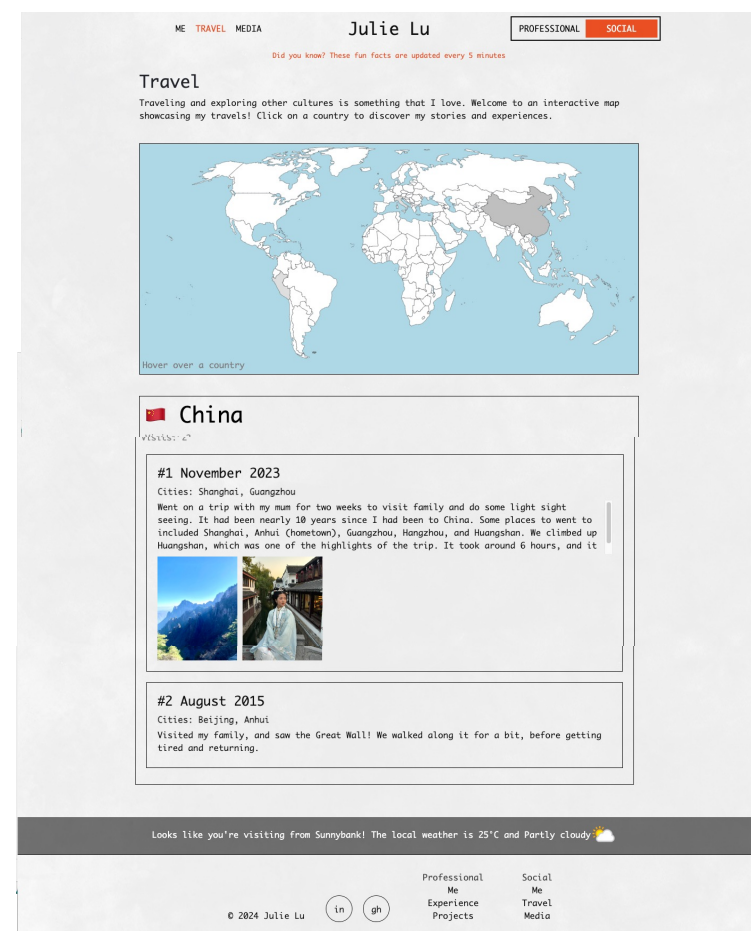 ME TRAVEL MEDIA
Julie Lu
PROFESSIONAL SOCIAL
Did you know? These fun facts are updated every 5 minutes
Travel
Traveling and exploring other cultures is something that I love. Welcome to an interactive map
showcasing my travels! Click on a country to discover my stories and experiences.
Hover over a country
China
#1 November 2023
Cities: Shanghai, Guangzhou
Went on a trip with my mum for two weeks to visit family and do some light sight
seeing. It had been nearly 10 years since I had been to China. Some places to went to
included Shanghai, Anhui (hometown), Guangzhou, Hangzhou, and Huangshan. We climbed up
Huangshan, which was one of the highlights of the trip. It took around 6 hours, and it
#2 August 2015
Cities: Beijing, Anhui
Visited my family, and saw the Great Wall! We walked along it for a bit, before getting
tired and returning.
Looks like you're visiting from Sunnybank! The local weather is 25°C and Partly cloudy
© 2024 Julie Lu
in
gh
Professional
Me
Experience
Projects
Social
Me
Travel
Media